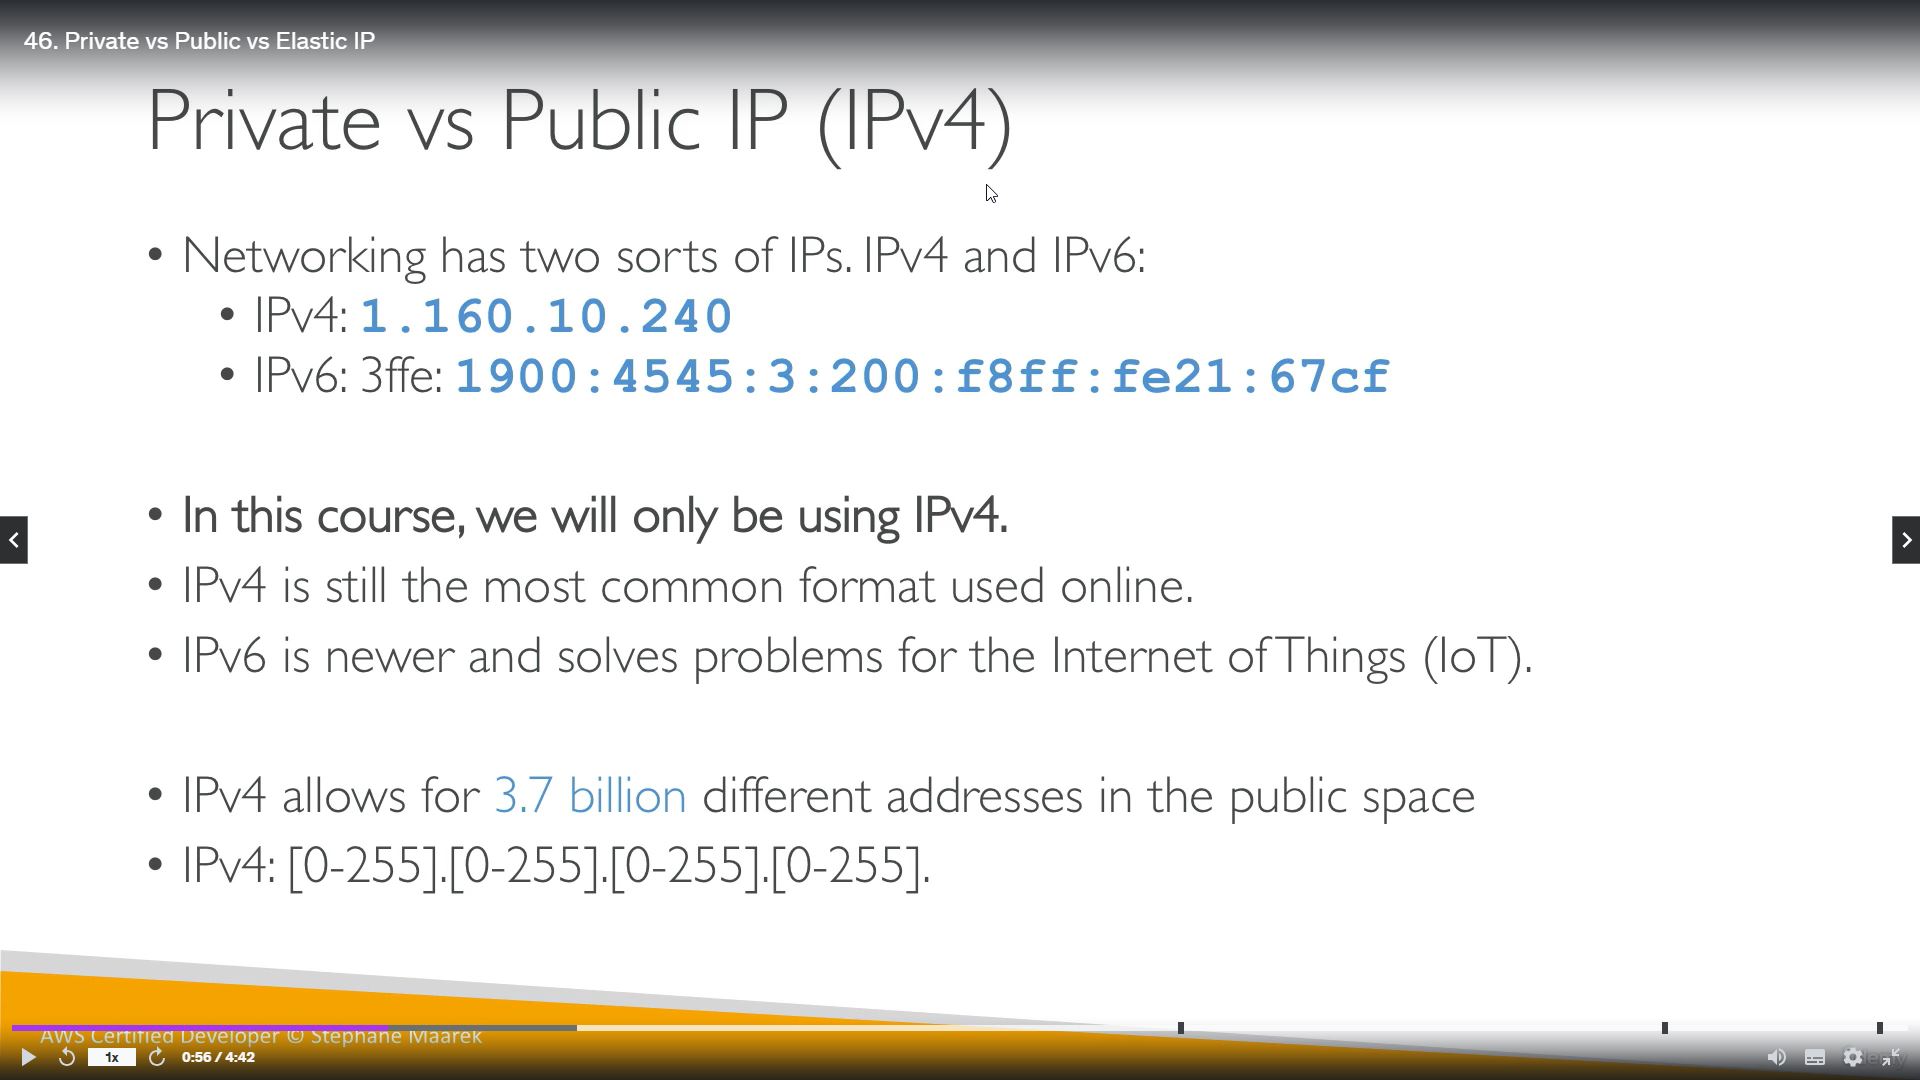 46. Private vs Public vs Elastic IP
Private vs Public IP (IPv4)
• Networking has two sorts of IPs. IPv4 and IPv6:
• IPv4: 1.160.10.240
• IPv6: 3ffe: 1900:4545:3:200:f8ff:fe21:67cf
• In this course, we will only be using IPv4.
• IPv4 is still the most common format used online.
• IPv6 is newer and solves problems for the Internet of Things (IoT).
• IPv4 allows for 3.7 billion different addresses in the public space
• IPv4: [0-255].[0-255].[0-255].[0-255].
AWS Certified Developer © Stephane Maarek
1x
0:56 / 4:42